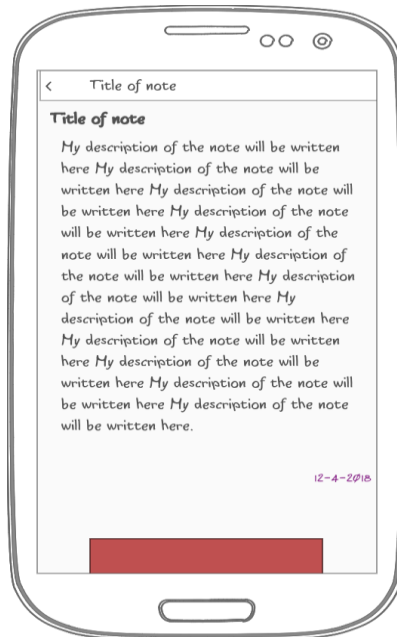 < Title of note
Title of note
My description of the note will be written
here My description of the note will be
written here My description of the note will
be written here My description of the note
will be written here My description of the
note will be written here My description of
the note will be written here My description
of the note will be written here My
description of the note will be written here
My description of the note will be written
here My description of the note will be
written here My description of the note will
be written here My description of the note
will be written here.
12-4-2018